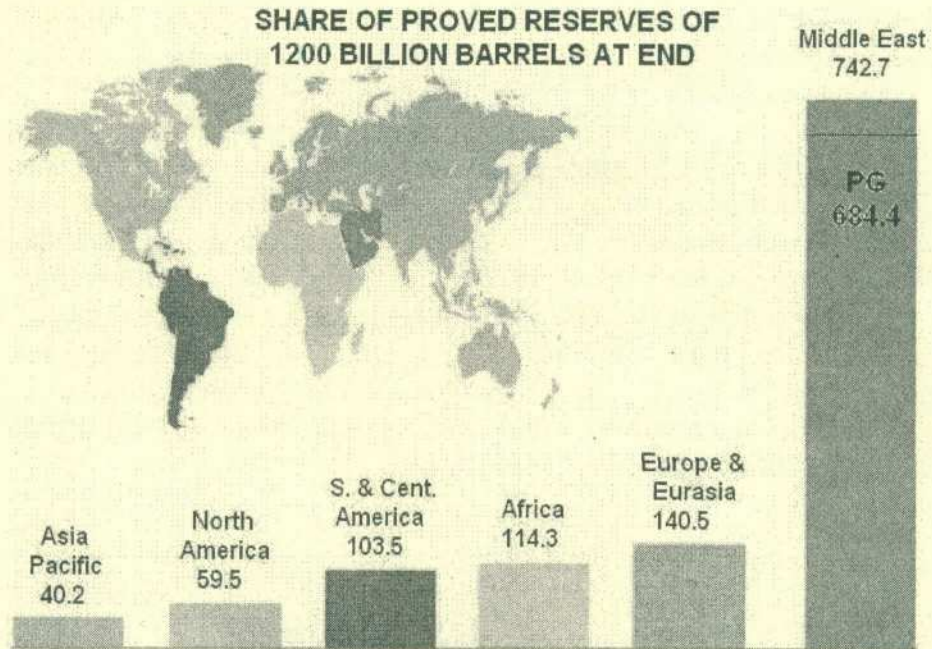 SHARE OF PROVED RESERVES OF
1200 BILLION BARRELS AT END
Middle East
742.7
PG
684.4
Europe &
Eurasia
140.5
Africa
114.3
S. & Cent.
America
103.5
North
America
59.5
Asia
Pacific
40.2